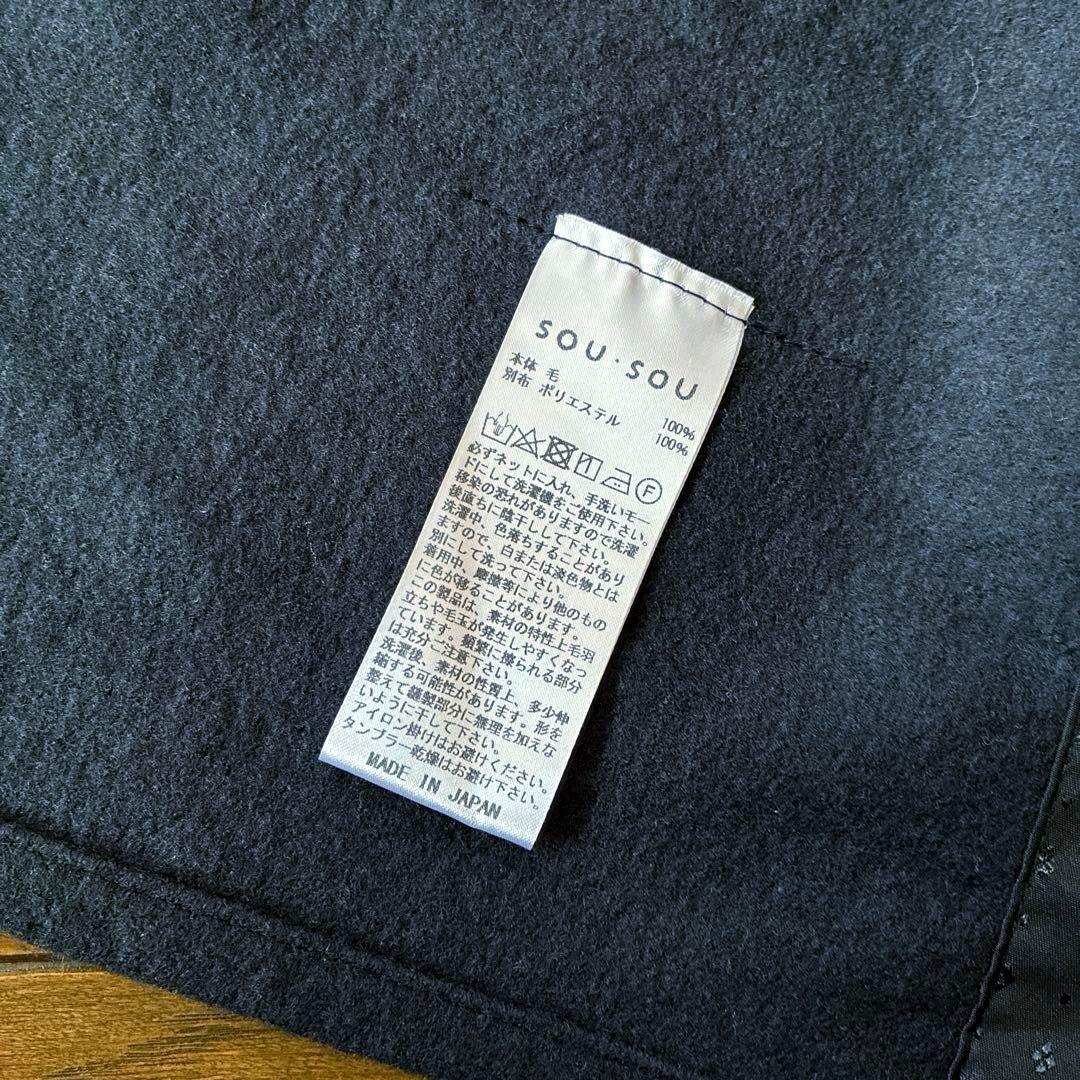 SOU・SOU
本体 毛 100%
別布 ポリエステル 100%
F
必ずネットに入れ、手洗いモー
ドにして洗濯機をご使用下さい。
移染の恐れがありますので洗濯
後直ちに陰干しして下さい。
洗濯中、色落ちすることがあり
ますので、白または淡色物とは
別にして洗って下さい。
着用中、摩擦等により他のもの
に色が移ることがあります。
この製品は、素材の特性上毛羽
立ちや毛玉が発生しやすくなっ
ています。頻繁に擦られる部分
は充分ご注意下さい。
洗濯後、素材の性質上、多少伸
縮する可能性があります。形を
整えて縫製部分に無理を加えな
いように干して下さい。
アイロン掛けはお避けください。
タンブラー乾燥はお避け下さい。
MADE IN JAPAN